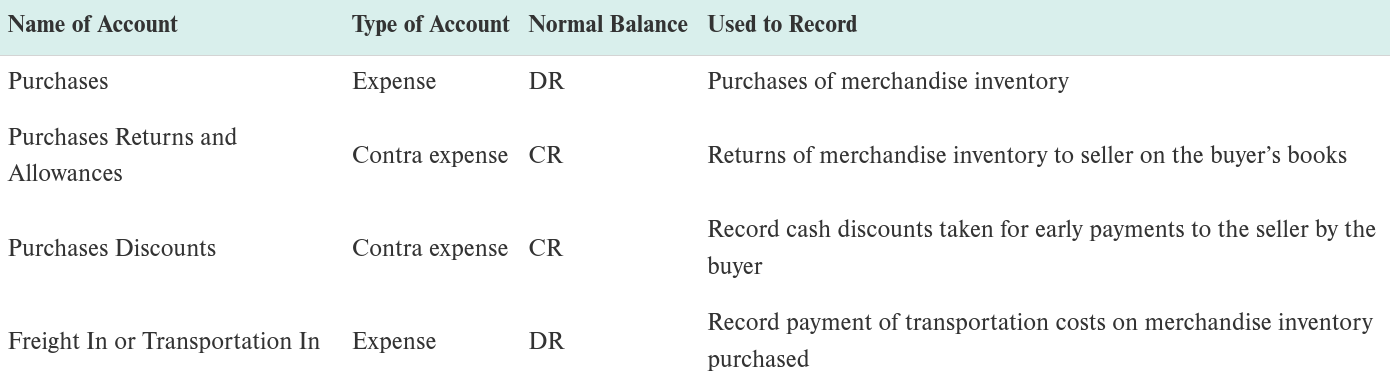 Name of Account Type of Account Normal Balance Used to Record
Purchases Expense DR Purchases of merchandise inventory
Purchases Returns and
Allowances
Contra expense CR Returns of merchandise inventory to seller on the buyer’s books
Purchases Discounts Contra expense CR
Record cash discounts taken for early payments to the seller by the
buyer
Freight In or Transportation In Expense DR
Record payment of transportation costs on merchandise inventory
purchased